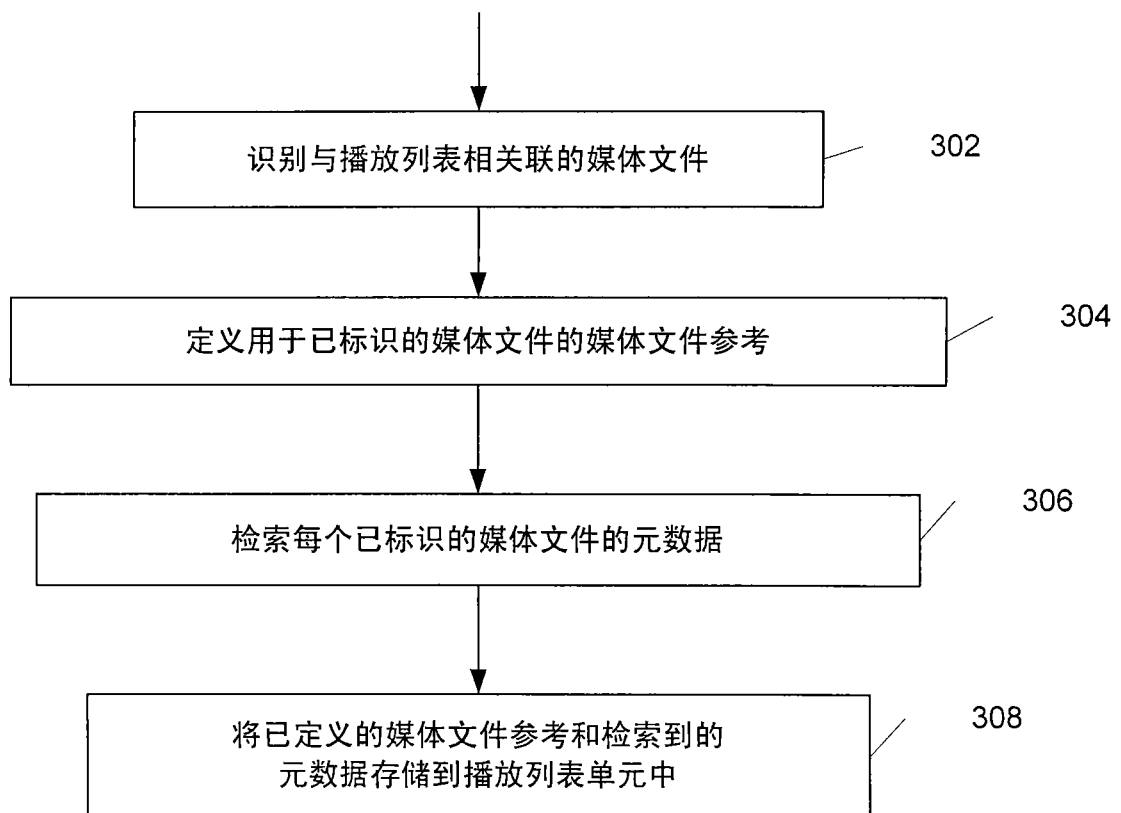 识别与播放列表相关联的媒体文件
302
定义用于已标识的媒体文件的媒体文件参考
304
检索每个已标识的媒体文件的元数据
306
将已定义的媒体文件参考和检索到的
元数据存储到播放列表单元中
308